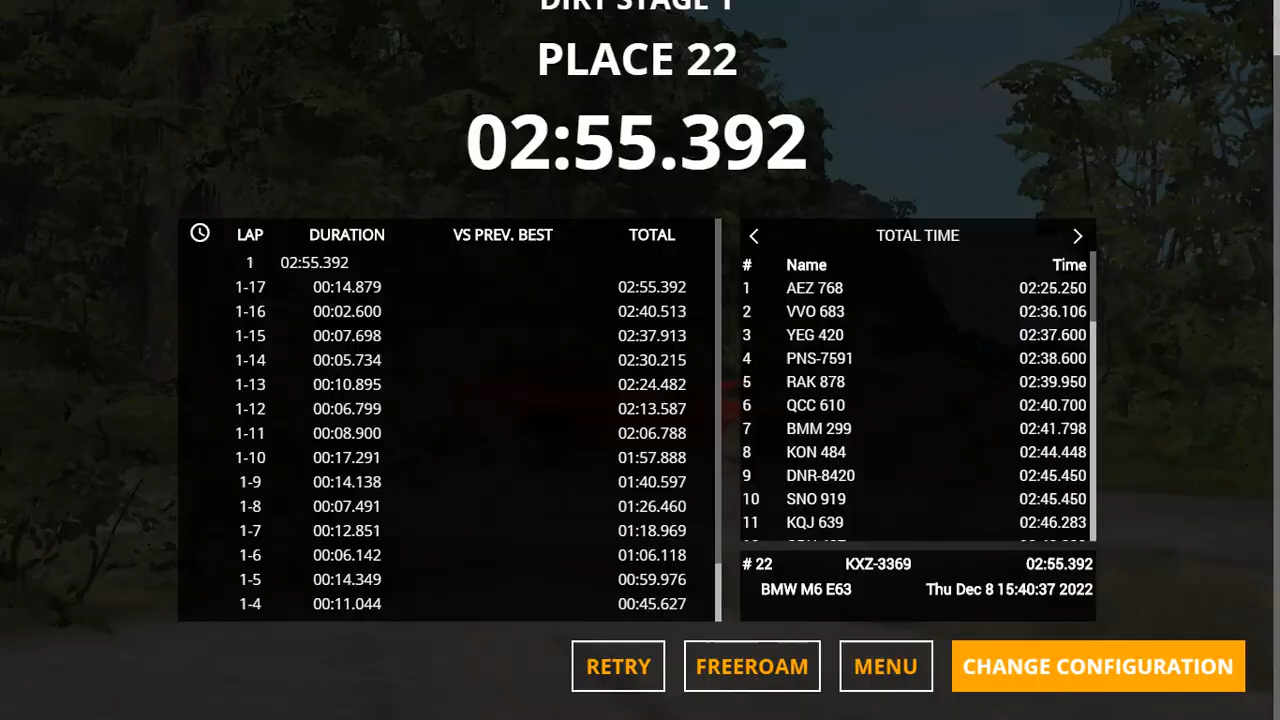 DIRT STAGE 1
PLACE 22
02:55.392
LAP DURATION VS PREV. BEST TOTAL
1 02:55.392
1-17 00:14.879 02:55.392
1-16 00:02.600 02:40.513
1-15 00:07.698 02:37.913
1-14 00:05.734 02:30.215
1-13 00:10.895 02:24.482
1-12 00:06.799 02:13.587
1-11 00:08.900 02:06.788
1-10 00:17.291 01:57.888
1-9 00:14.138 01:40.597
1-8 00:07.491 01:26.460
1-7 00:12.851 01:18.969
1-6 00:06.142 01:06.118
1-5 00:14.349 00:59.976
1-4 00:11.044 00:45.627
TOTAL TIME
# Name Time
1 AEZ 768 02:25.250
2 VVO 683 02:36.106
3 YEG 420 02:37.600
4 PNS-7591 02:38.600
5 RAK 878 02:39.950
6 QCC 610 02:40.700
7 BMM 299 02:41.798
8 KON 484 02:44.448
9 DNR-8420 02:45.450
10 SNO 919 02:45.450
11 KQJ 639 02:46.283
# 22 KXZ-3369 02:55.392
BMW M6 E63 Thu Dec 8 15:40:37 2022
RETRY FREEROAM MENU CHANGE CONFIGURATION